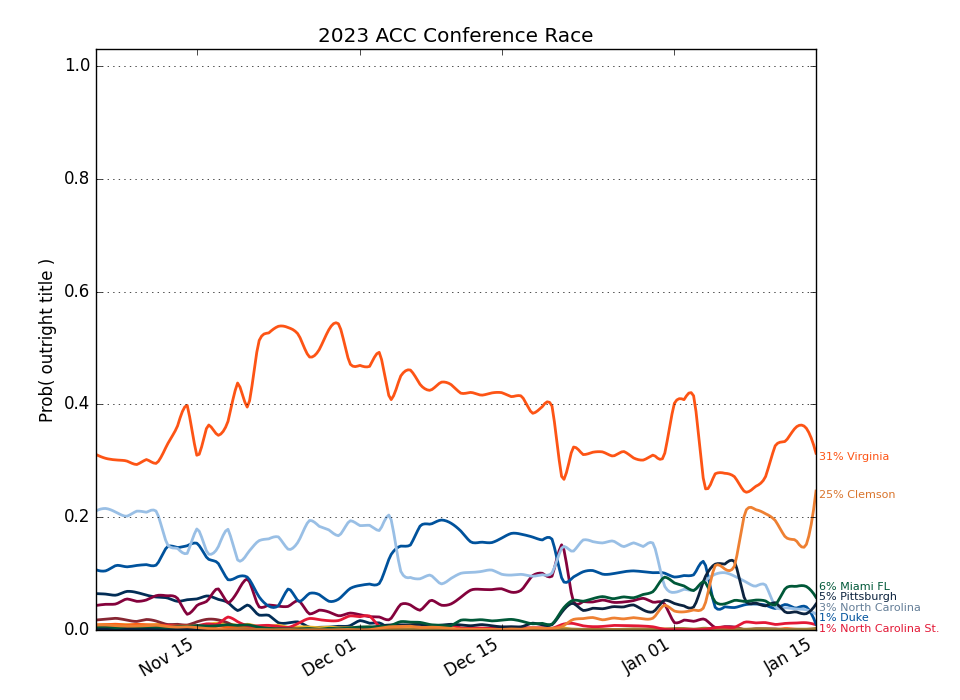 2023 ACC Conference Race
Prob( outright title )
1.0
0.8
0.6
0.4
0.2
0.0
Nov 15
Dec 01
Dec 15
Jan 01
Jan 15
31% Virginia
25% Clemson
6% Miami FL
5% Pittsburgh
3% North Carolina
1% Duke
1% North Carolina St.